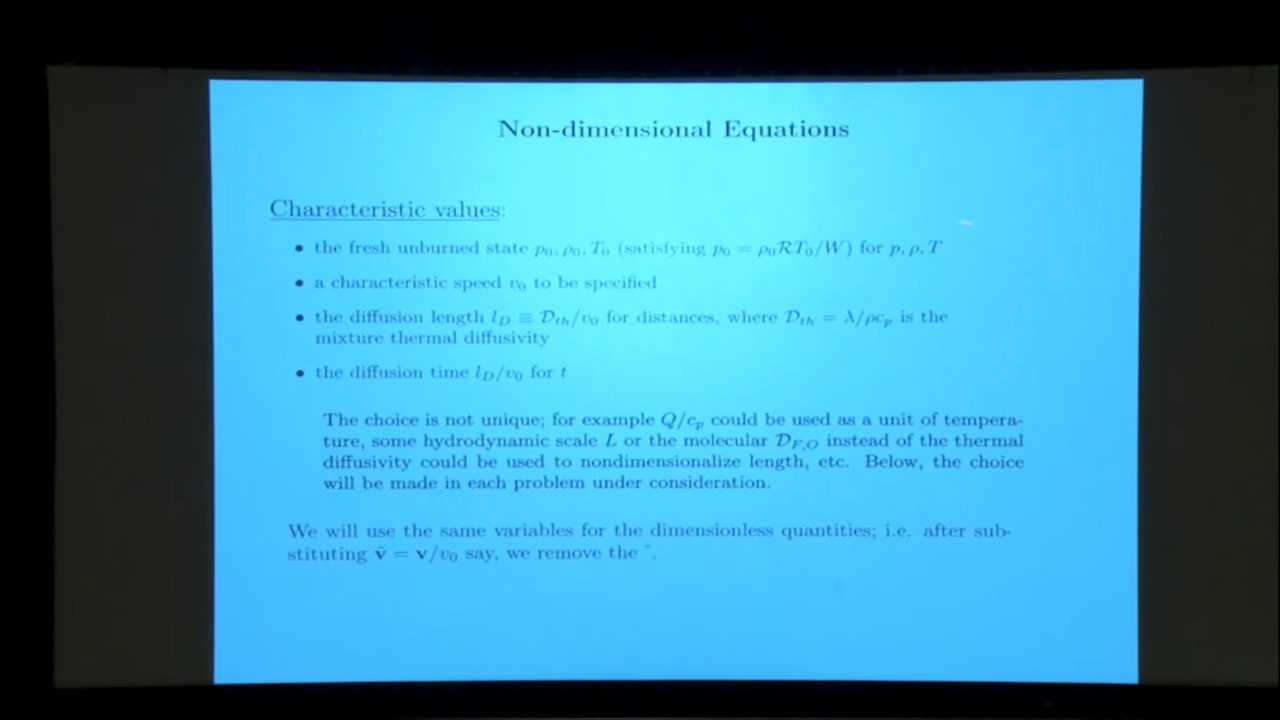 Non-dimensional Equations
Characteristic values:
• the fresh unburned state p₀, ρ₀, T₀ (satisfying p₀ = ρ₀ℛT₀/W) for p, ρ, T
• a characteristic speed v₀ to be specified
• the diffusion length l_D ≡ 𝒟_th/v₀ for distances, where 𝒟_th = λ/ρc_p is the
mixture thermal diffusivity
• the diffusion time l_D/v₀ for t
The choice is not unique; for example Q/c_p could be used as a unit of tempera-
ture, some hydrodynamic scale L or the molecular 𝒟_F,O instead of the thermal
diffusivity could be used to nondimensionalize length, etc. Below, the choice
will be made in each problem under consideration.
We will use the same variables for the dimensionless quantities; i.e. after sub-
stituting ṽ = v/v₀ say, we remove the ˜.